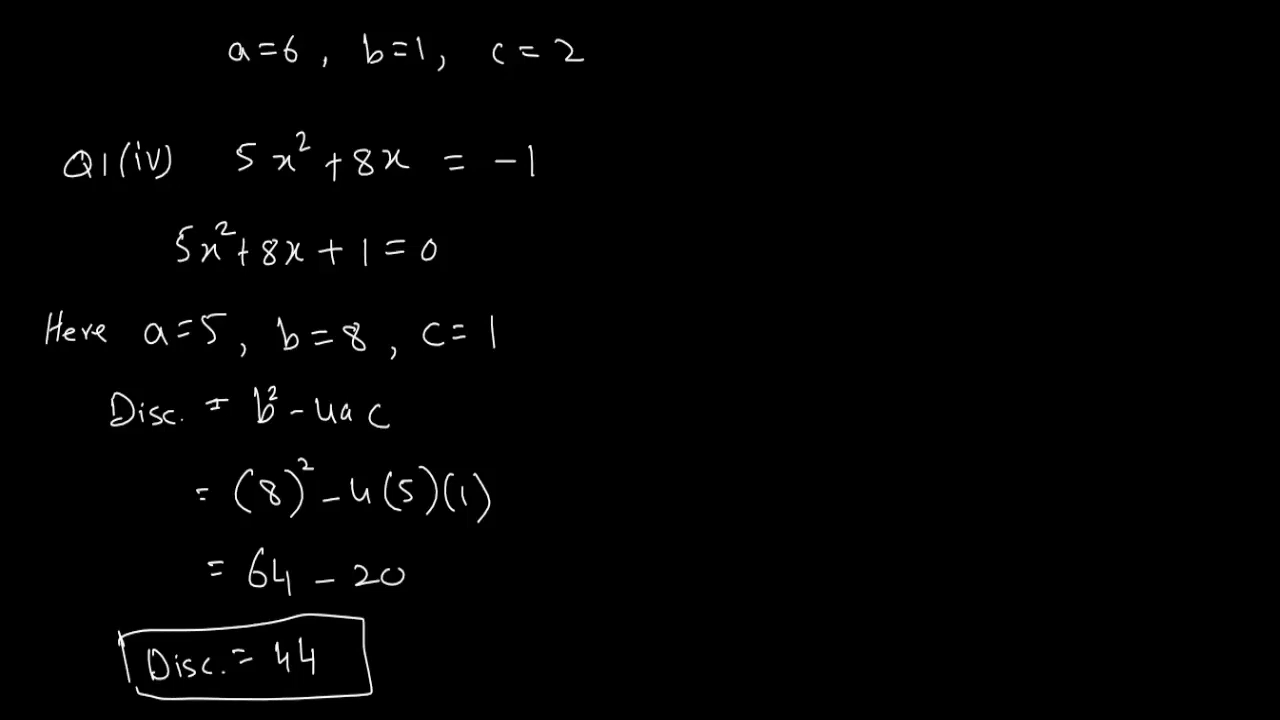 a=6, b=1, c=2
Q1(iv) 5x²+8x = -1
5x²+8x+1=0
Here a=5, b=8, c=1
Disc. = b²-4ac
= (8)²-4(5)(1)
= 64-20
Disc.=44